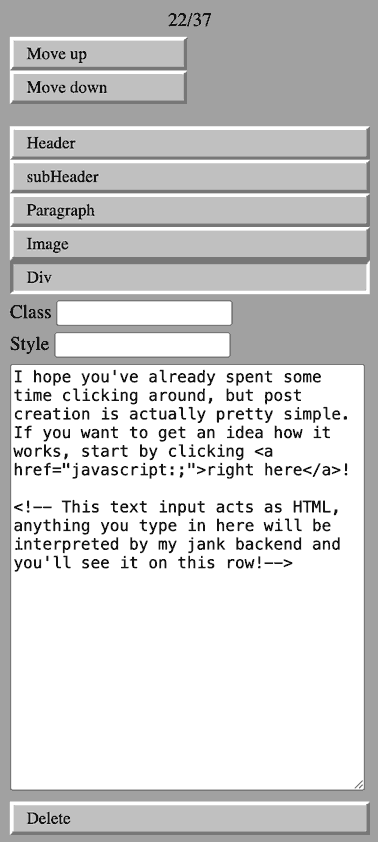 22/37
Move up
Move down
Header
subHeader
Paragraph
Image
Div
Class
Style
I hope you've already spent some
time clicking around, but post
creation is actually pretty simple.
If you want to get an idea how it
works, start by clicking <a
href="javascript:;">right here</a>!

<!-- This text input acts as HTML,
anything you type in here will be
interpreted by my jank backend and
you'll see it on this row!-->
Delete